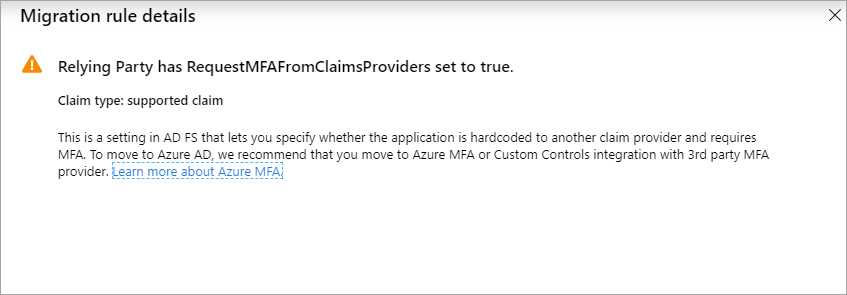 Migration rule details
Relying Party has RequestMFAFromClaimsProviders set to true.
Claim type: supported claim
This is a setting in AD FS that lets you specify whether the application is hardcoded to another claim provider and requires
MFA. To move to Azure AD, we recommend that you move to Azure MFA or Custom Controls integration with 3rd party MFA
provider. Learn more about Azure MFA.